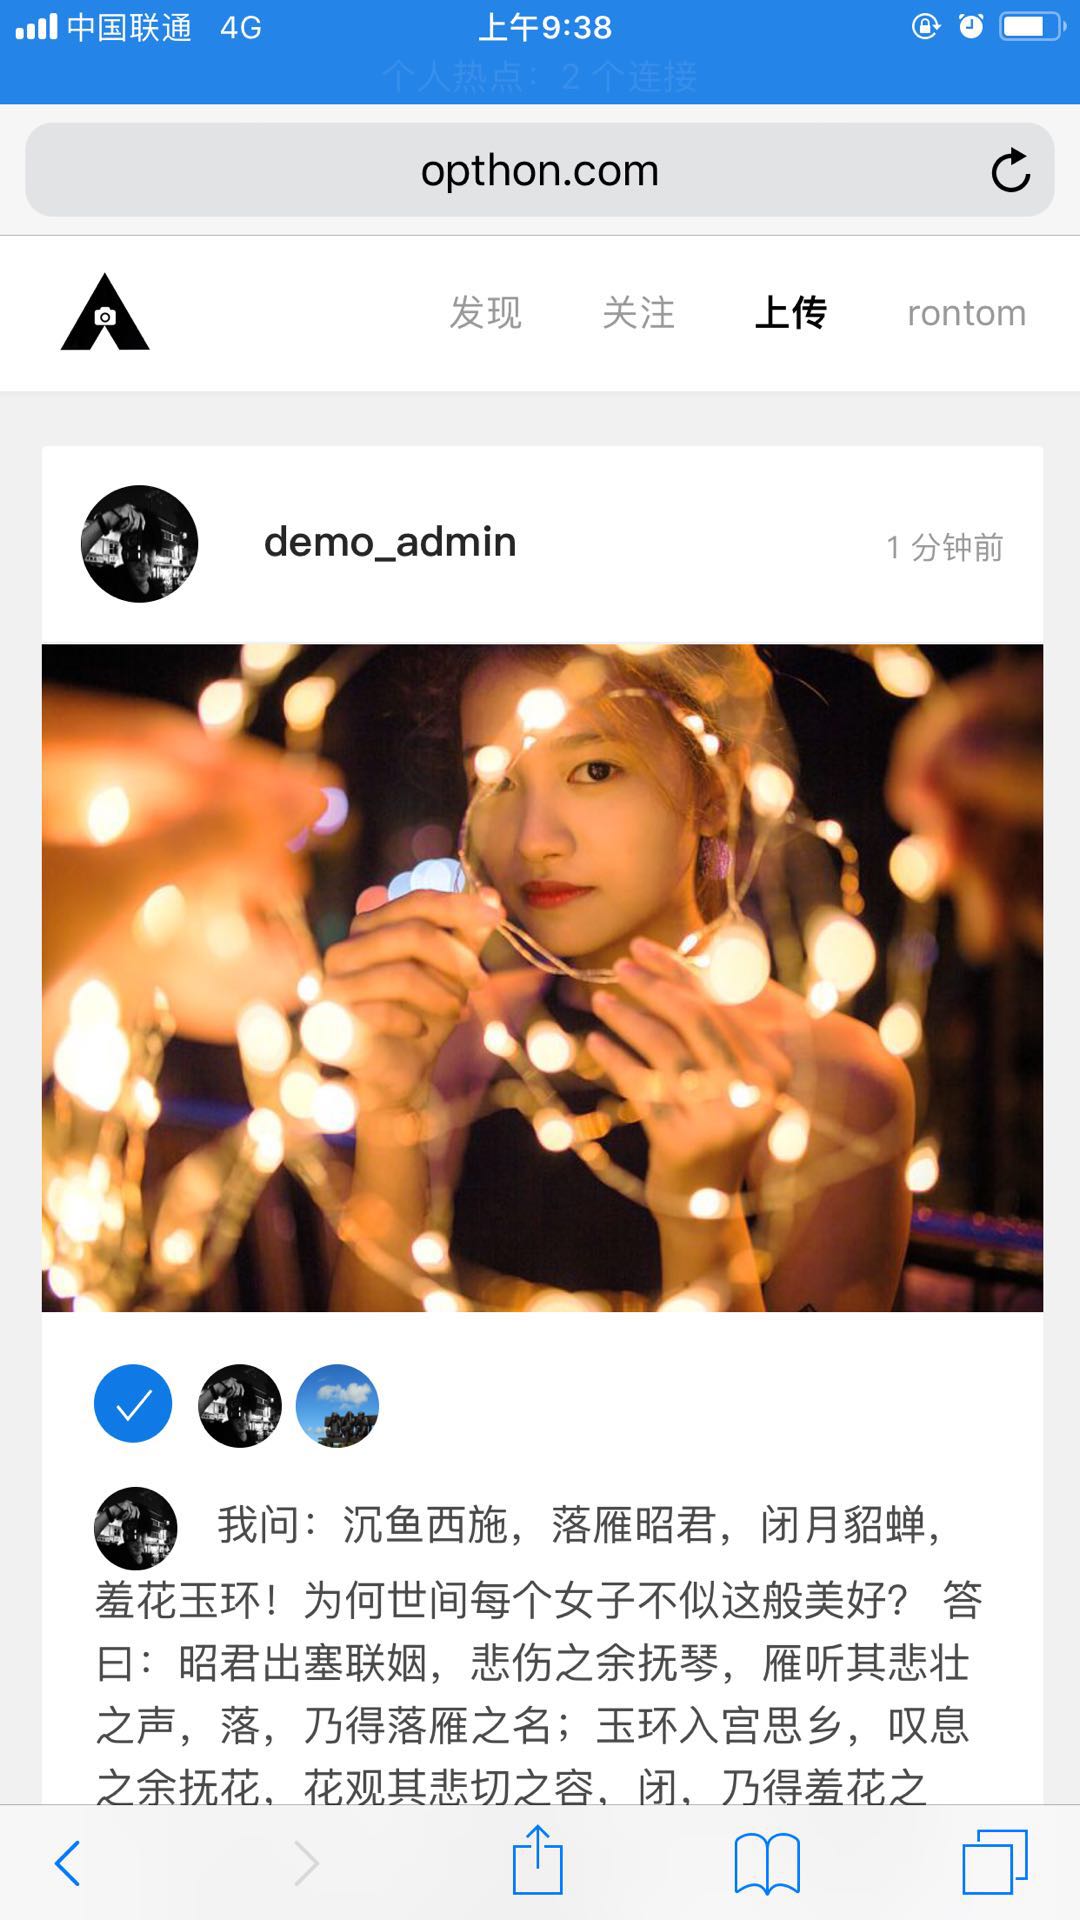 中国联通 4G 上午9:38
个人热点：2 个连接
opthon.com
发现 关注 上传 rontom
demo_admin 1 分钟前
我问：沉鱼西施，落雁昭君，闭月貂蝉，
羞花玉环！为何世间每个女子不似这般美好？ 答
曰：昭君出塞联姻，悲伤之余抚琴，雁听其悲壮
之声，落，乃得落雁之名；玉环入宫思乡，叹息
之余抚花，花观其悲切之容，闭，乃得羞花之